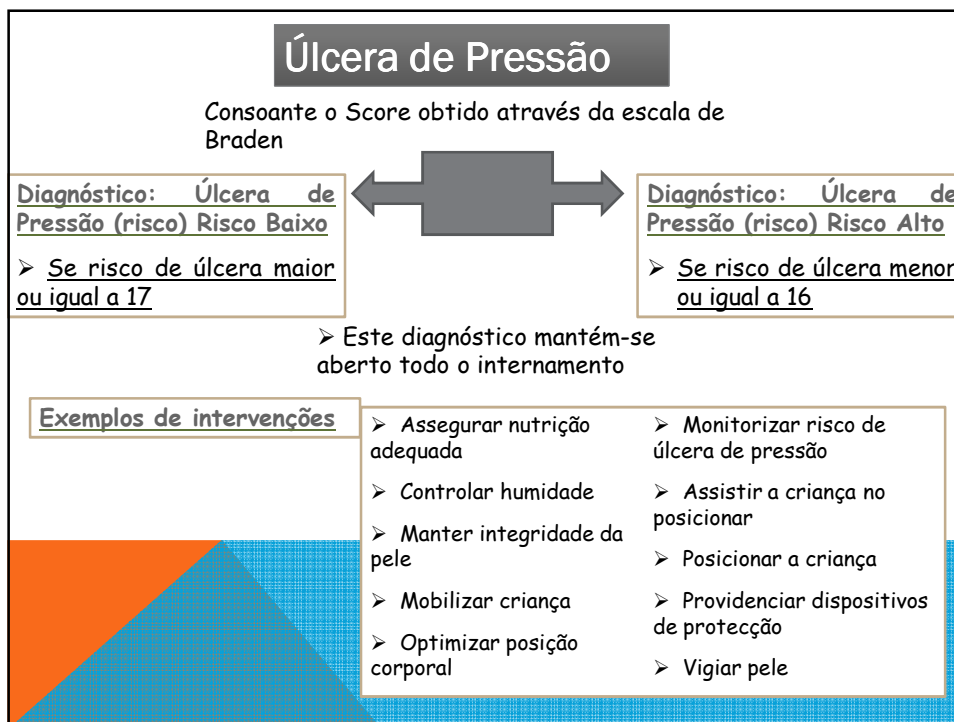 Úlcera de Pressão
Consoante o Score obtido através da escala de
Braden
Diagnóstico: Úlcera de
Pressão (risco) Risco Baixo
➢ Se risco de úlcera maior
ou igual a 17
Diagnóstico: Úlcera de
Pressão (risco) Risco Alto
➢ Se risco de úlcera menor
ou igual a 16
➢ Este diagnóstico mantém-se
aberto todo o internamento
Exemplos de intervenções
➢ Assegurar nutrição
adequada
➢ Controlar humidade
➢ Manter integridade da
pele
➢ Mobilizar criança
➢ Optimizar posição
corporal
➢ Monitorizar risco de
úlcera de pressão
➢ Assistir a criança no
posicionar
➢ Posicionar a criança
➢ Providenciar dispositivos
de protecção
➢ Vigiar pele